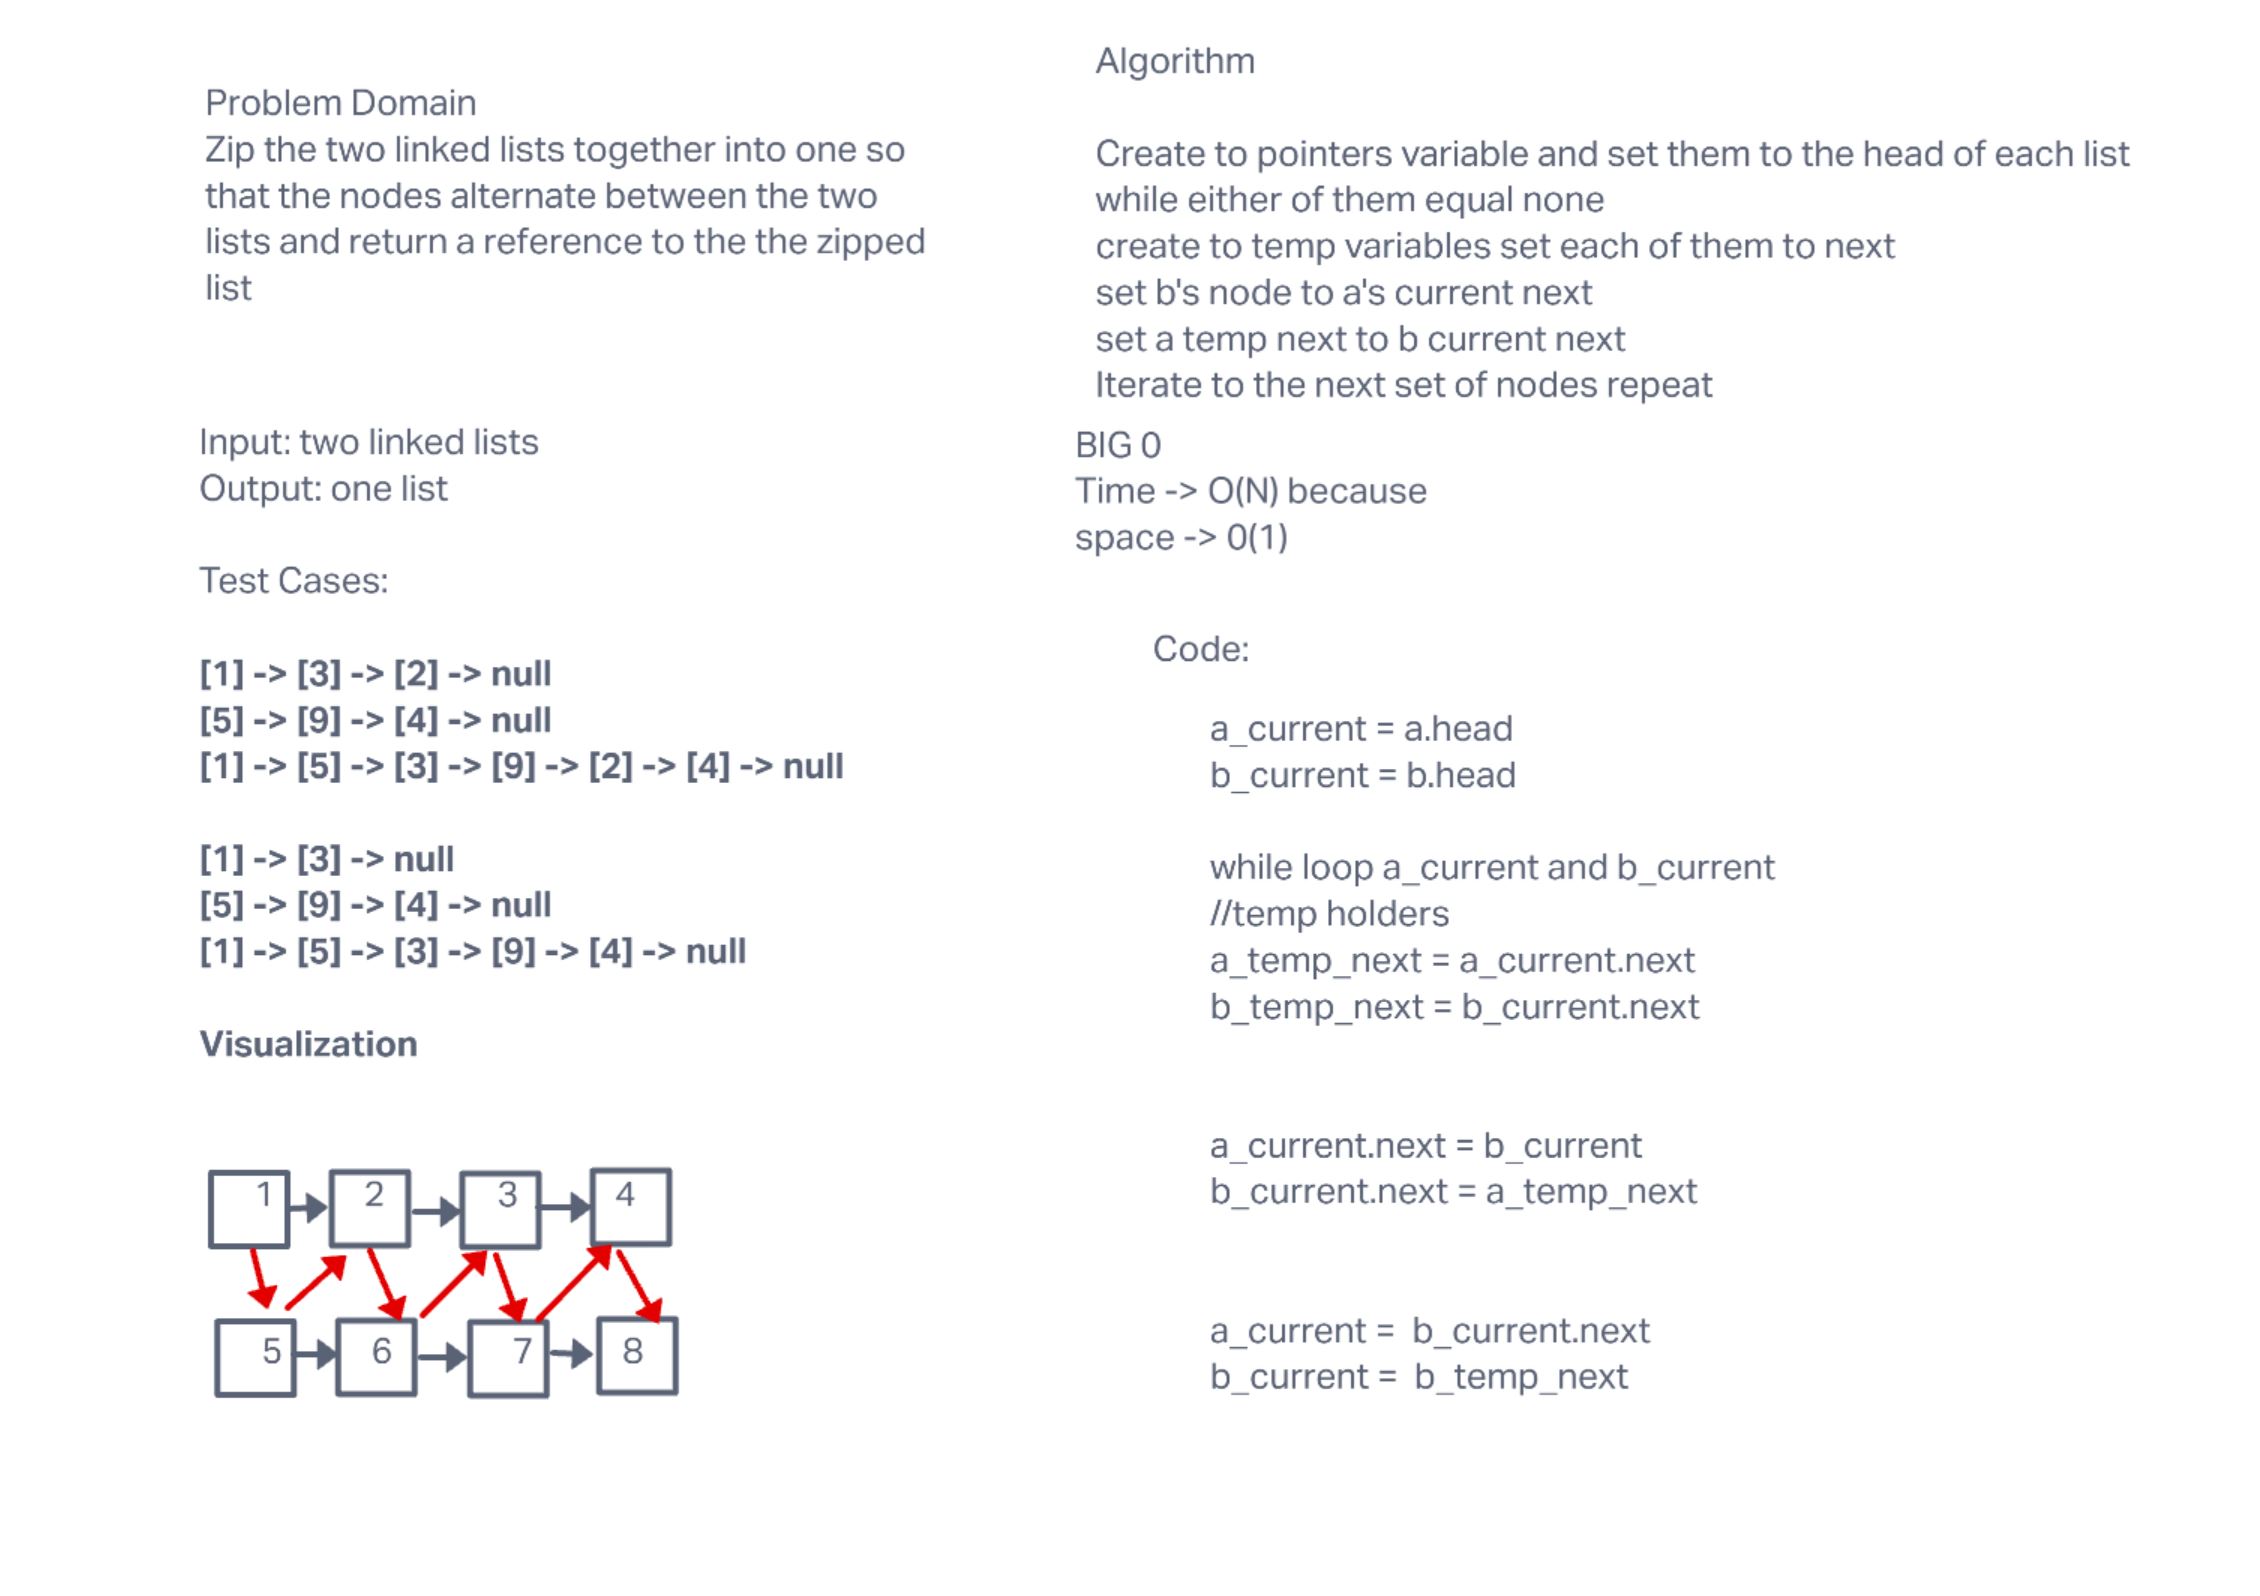 Problem Domain
Zip the two linked lists together into one so
that the nodes alternate between the two
lists and return a reference to the the zipped
list
Input: two linked lists
Output: one list
Test Cases:
[1] -> [3] -> [2] -> null
[5] -> [9] -> [4] -> null
[1] -> [5] -> [3] -> [9] -> [2] -> [4] -> null
[1] -> [3] -> null
[5] -> [9] -> [4] -> null
[1] -> [5] -> [3] -> [9] -> [4] -> null
Visualization
1 2 3 4
5 6 7 8
Algorithm
Create to pointers variable and set them to the head of each list
while either of them equal none
create to temp variables set each of them to next
set b's node to a's current next
set a temp next to b current next
Iterate to the next set of nodes repeat
BIG 0
Time -> O(N) because
space -> 0(1)
Code:
a_current = a.head
b_current = b.head
while loop a_current and b_current
//temp holders
a_temp_next = a_current.next
b_temp_next = b_current.next
a_current.next = b_current
b_current.next = a_temp_next
a_current =  b_current.next
b_current =  b_temp_next